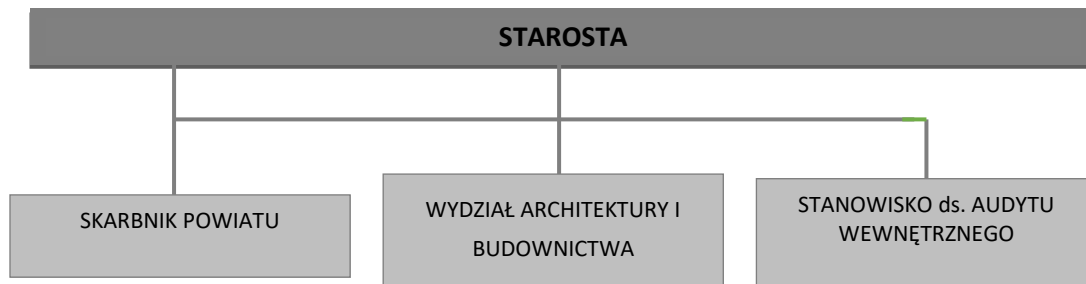 STAROSTA
SKARBNIK POWIATU
WYDZIAŁ ARCHITEKTURY I
BUDOWNICTWA
STANOWISKO ds. AUDYTU
WEWNĘTRZNEGO